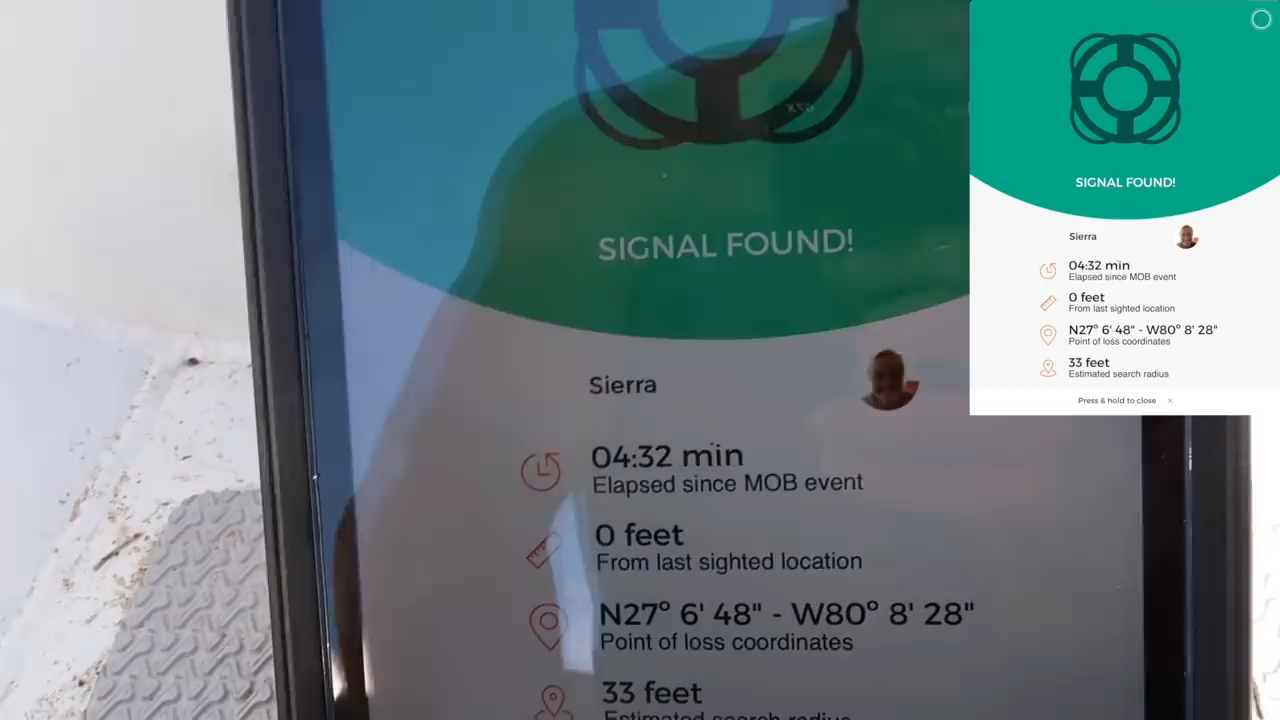 SIGNAL FOUND!
Sierra
04:32 min
Elapsed since MOB event
0 feet
From last sighted location
N27° 6' 48" - W80° 8' 28"
Point of loss coordinates
33 feet
Estimated search radius
SIGNAL FOUND!
Sierra
04:32 min
Elapsed since MOB event
0 feet
From last sighted location
N27° 6' 48" - W80° 8' 28"
Point of loss coordinates
33 feet
Estimated search radius
Press & hold to close ×